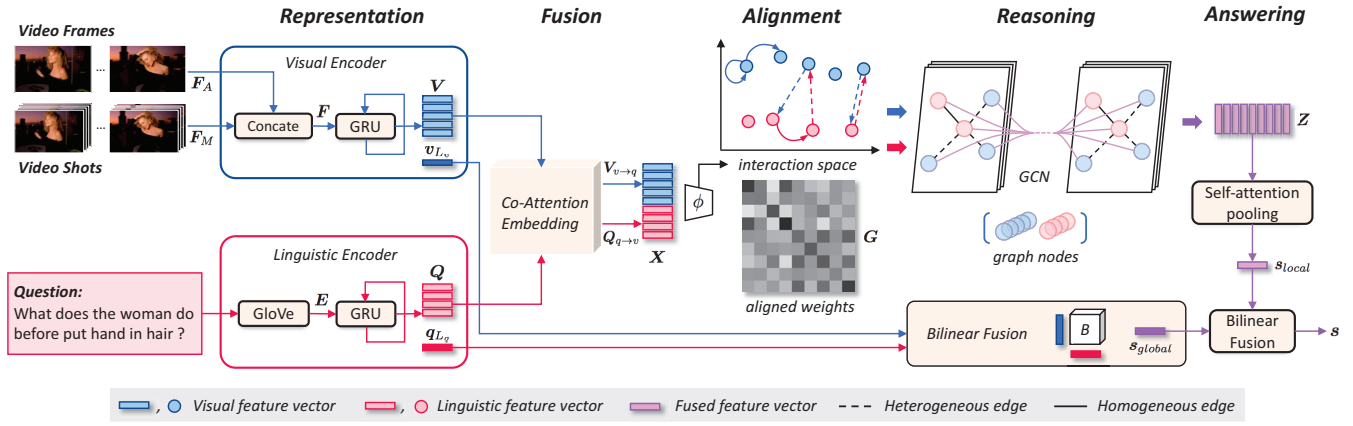 Representation
Fusion
Alignment
Reasoning
Answering
Video Frames
...
F_A
Video Shots
...
F_M
Visual Encoder
Concate
F
GRU
V
v_{L_v}
Linguistic Encoder
Question:
What does the woman do
before put hand in hair ?
GloVe
E
GRU
Q
q_{L_q}
Co-Attention
Embedding
V_{v→q}
Q_{q→v}
X
ϕ
interaction space
G
aligned weights
GCN
graph nodes
Z
Self-attention
pooling
s_{local}
Bilinear Fusion
B
s_{global}
Bilinear
Fusion
s
, Visual feature vector
, Linguistic feature vector
Fused feature vector
Heterogeneous edge
Homogeneous edge